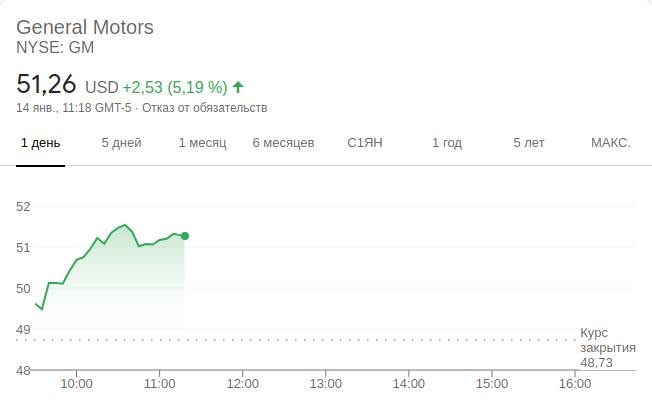 General Motors
NYSE: GM
51,26 USD +2,53 (5,19 %)
14 янв., 11:18 GMT-5 · Отказ от обязательств
1 день 5 дней 1 месяц 6 месяцев С1ЯН 1 год 5 лет МАКС.
52
51
50
49
48
Курс
закрытия
48,73
10:00 11:00 12:00 13:00 14:00 15:00 16:00